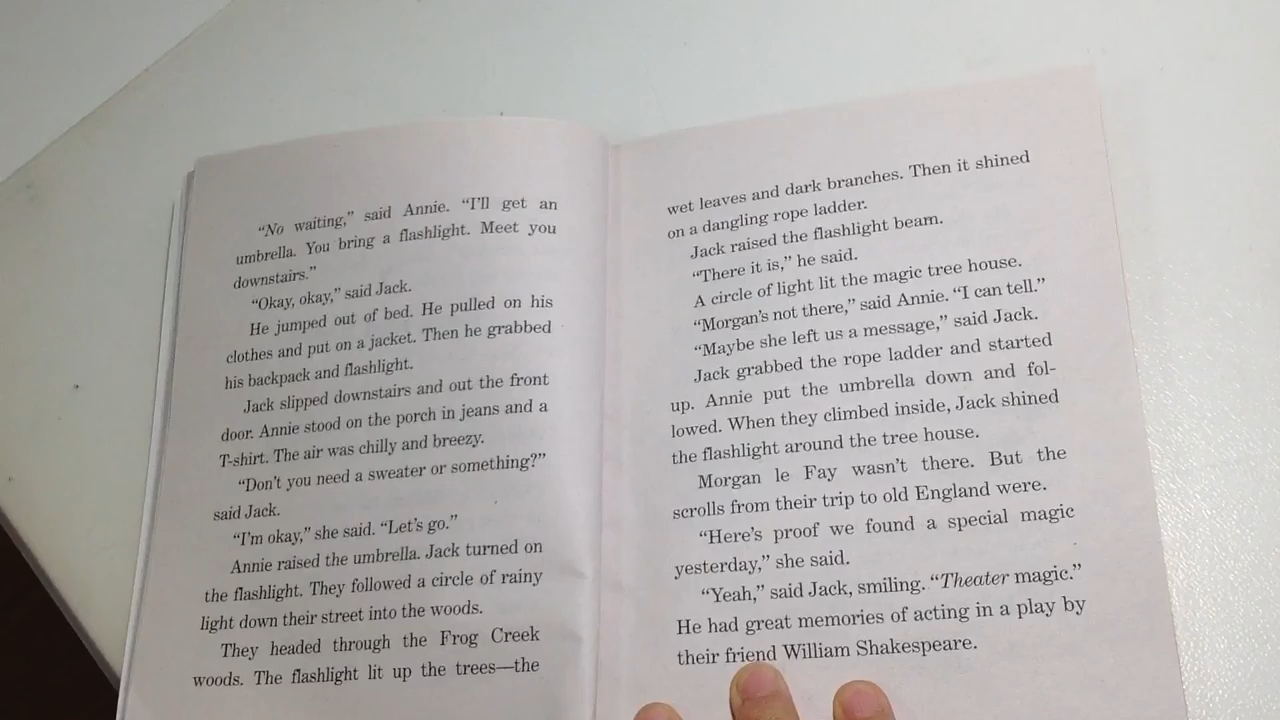 “No waiting,” said Annie. “I’ll get an
umbrella. You bring a flashlight. Meet you
downstairs.”
“Okay, okay,” said Jack.
He jumped out of bed. He pulled on his
clothes and put on a jacket. Then he grabbed
his backpack and flashlight.
Jack slipped downstairs and out the front
door. Annie stood on the porch in jeans and a
T-shirt. The air was chilly and breezy.
“Don’t you need a sweater or something?”
said Jack.
“I’m okay,” she said. “Let’s go.”
Annie raised the umbrella. Jack turned on
the flashlight. They followed a circle of rainy
light down their street into the woods.
They headed through the Frog Creek
woods. The flashlight lit up the trees—the
wet leaves and dark branches. Then it shined
on a dangling rope ladder.
Jack raised the flashlight beam.
“There it is,” he said.
A circle of light lit the magic tree house.
“Morgan’s not there,” said Annie. “I can tell.”
“Maybe she left us a message,” said Jack.
Jack grabbed the rope ladder and started
up. Annie put the umbrella down and fol-
lowed. When they climbed inside, Jack shined
the flashlight around the tree house.
Morgan le Fay wasn’t there. But the
scrolls from their trip to old England were.
“Here’s proof we found a special magic
yesterday,” she said.
“Yeah,” said Jack, smiling. “Theater magic.”
He had great memories of acting in a play by
their friend William Shakespeare.